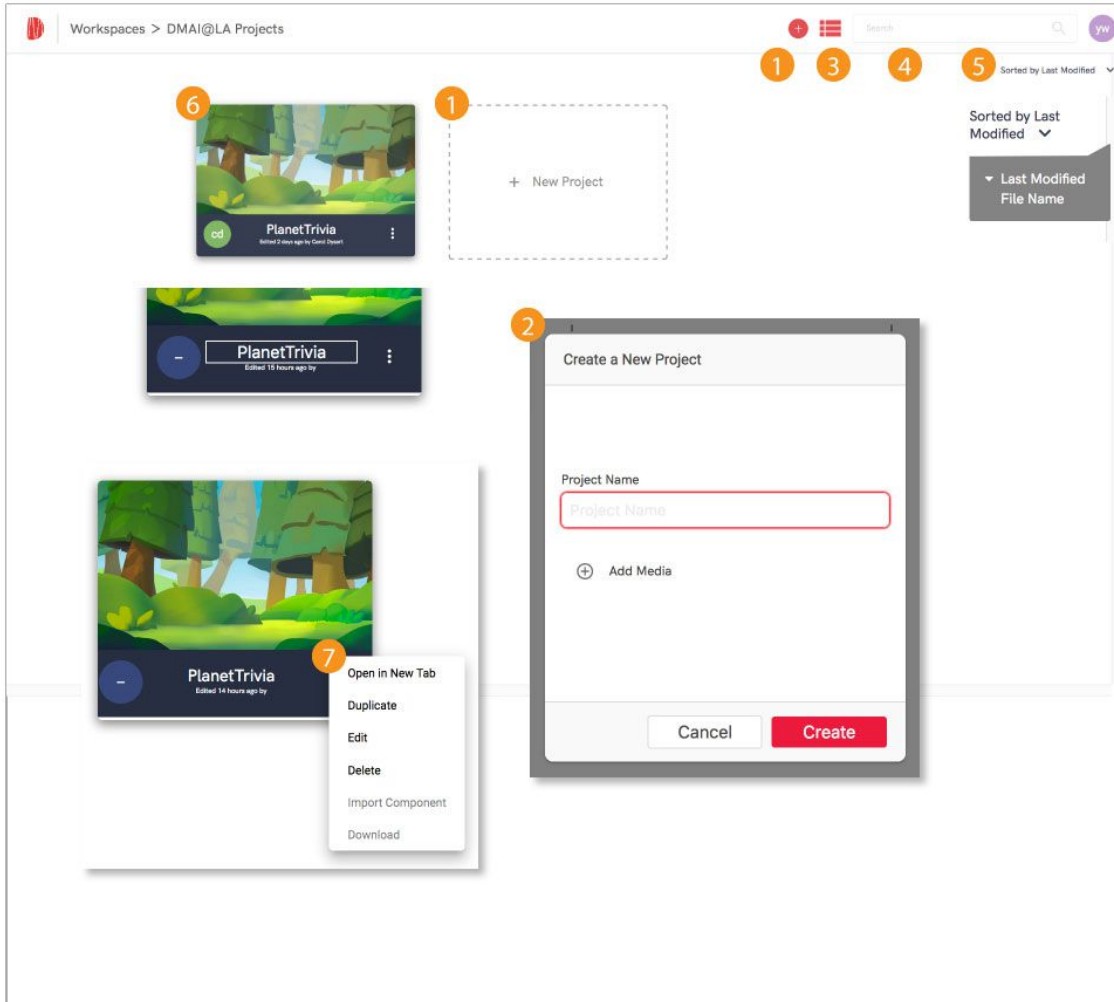 Workspaces > DMAI@LA Projects
+
Search
yw
1
3
4
5
Sorted by Last Modified
6
1
Sorted by Last
Modified
Last Modified
File Name
+ New Project
cd
PlanetTrivia
Edited 2 days ago by Carol Dysart
2
PlanetTrivia
Edited 15 hours ago by
Create a New Project
Project Name
Project Name
Add Media
Cancel
Create
PlanetTrivia
Edited 14 hours ago by
7
Open in New Tab
Duplicate
Edit
Delete
Import Component
Download